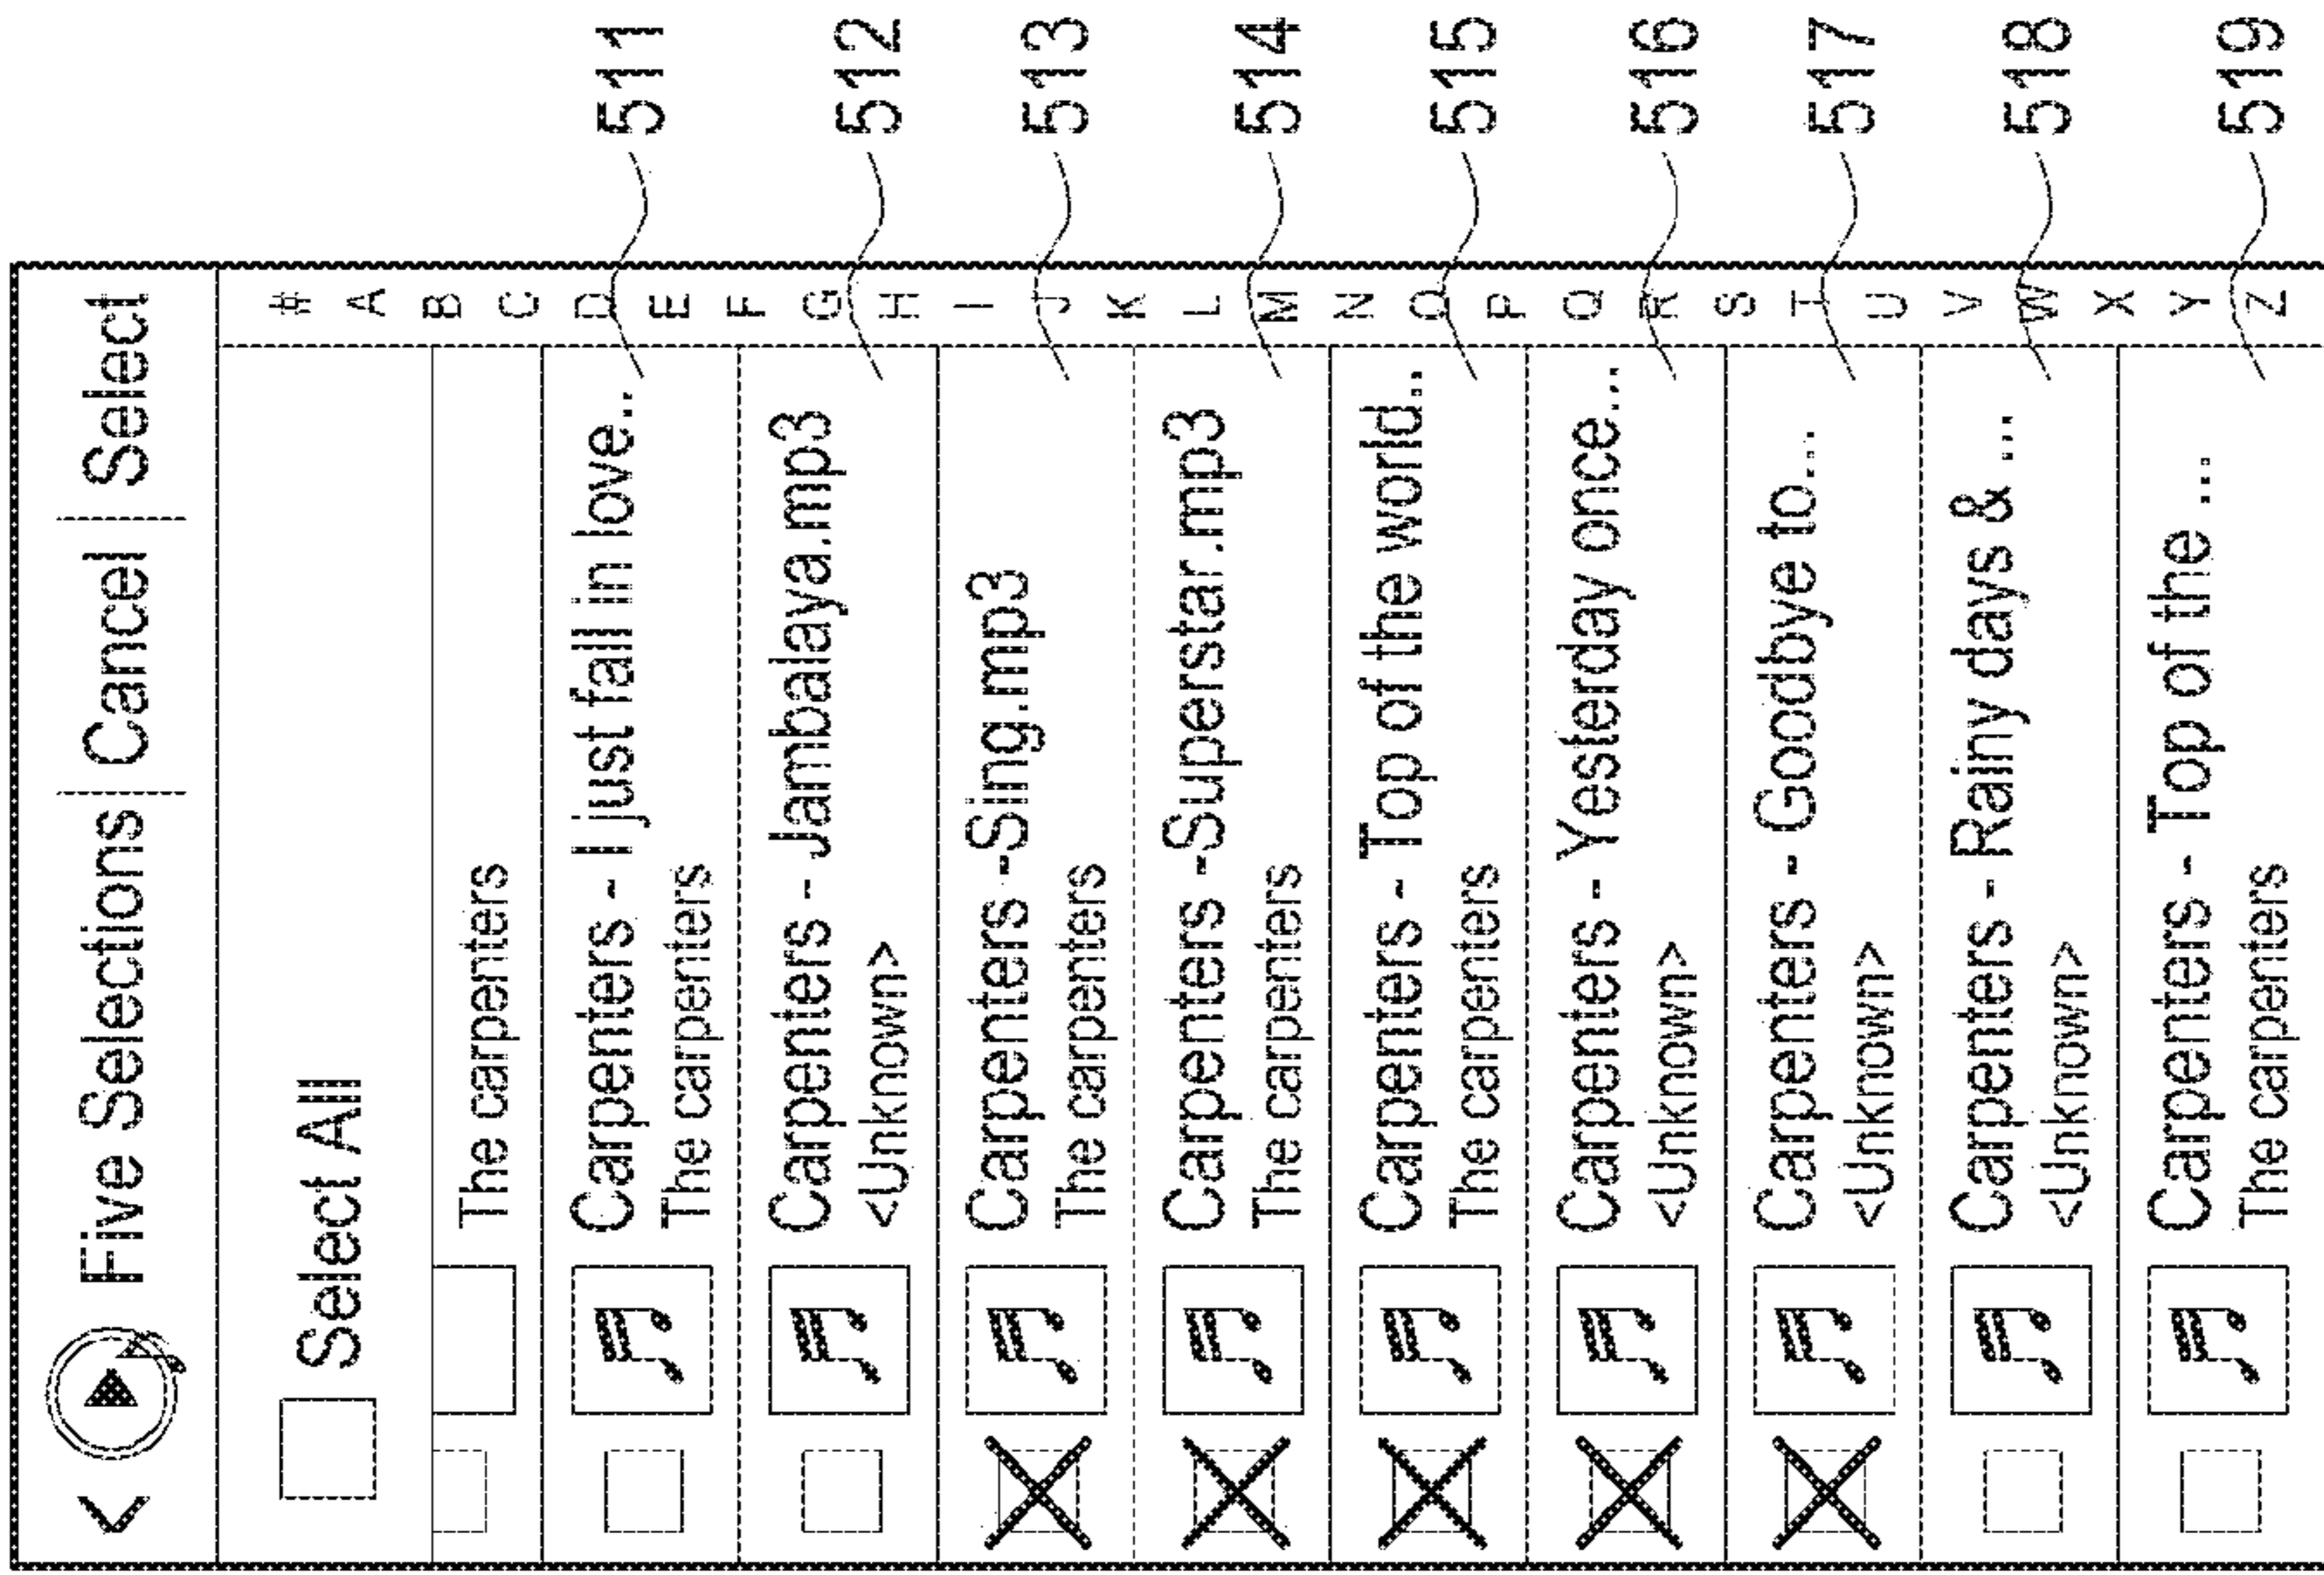 Five Selections | Cancel | Select
Select All
#
A
B
C
D
E
F
G
H
I
J
K
L
M
N
O
P
Q
R
S
T
U
V
W
X
Y
Z
The carpenters
Carpenters - I just fall in love..
The carpenters
511
Carpenters - Jambalaya.mp3
<Unknown>
512
Carpenters -Sing.mp3
The carpenters
513
Carpenters -Superstar.mp3
The carpenters
514
Carpenters - Top of the world..
The carpenters
515
Carpenters - Yesterday once...
<Unknown>
516
Carpenters - Goodbye to...
<Unknown>
517
Carpenters - Rainy days & ...
<Unknown>
518
Carpenters - Top of the ...
The carpenters
519